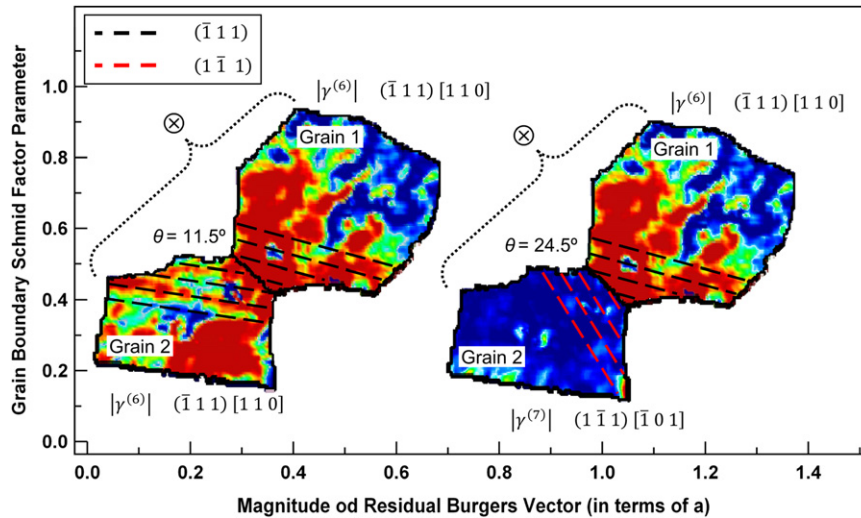 (1̄ 1 1)
(1 1̄ 1)
Grain Boundary Schmid Factor Parameter
1.0
0.8
0.6
0.4
0.2
0.0
|γ⁽⁶⁾| (1̄ 1 1) [1 1 0]
Grain 1
θ = 11.5º
Grain 2
|γ⁽⁶⁾| (1̄ 1 1) [1 1 0]
|γ⁽⁶⁾| (1̄ 1 1) [1 1 0]
Grain 1
θ = 24.5º
Grain 2
|γ⁽⁷⁾| (1 1̄ 1) [1̄ 0 1]
0.0 0.2 0.4 0.6 0.8 1.0 1.2 1.4
Magnitude od Residual Burgers Vector (in terms of a)